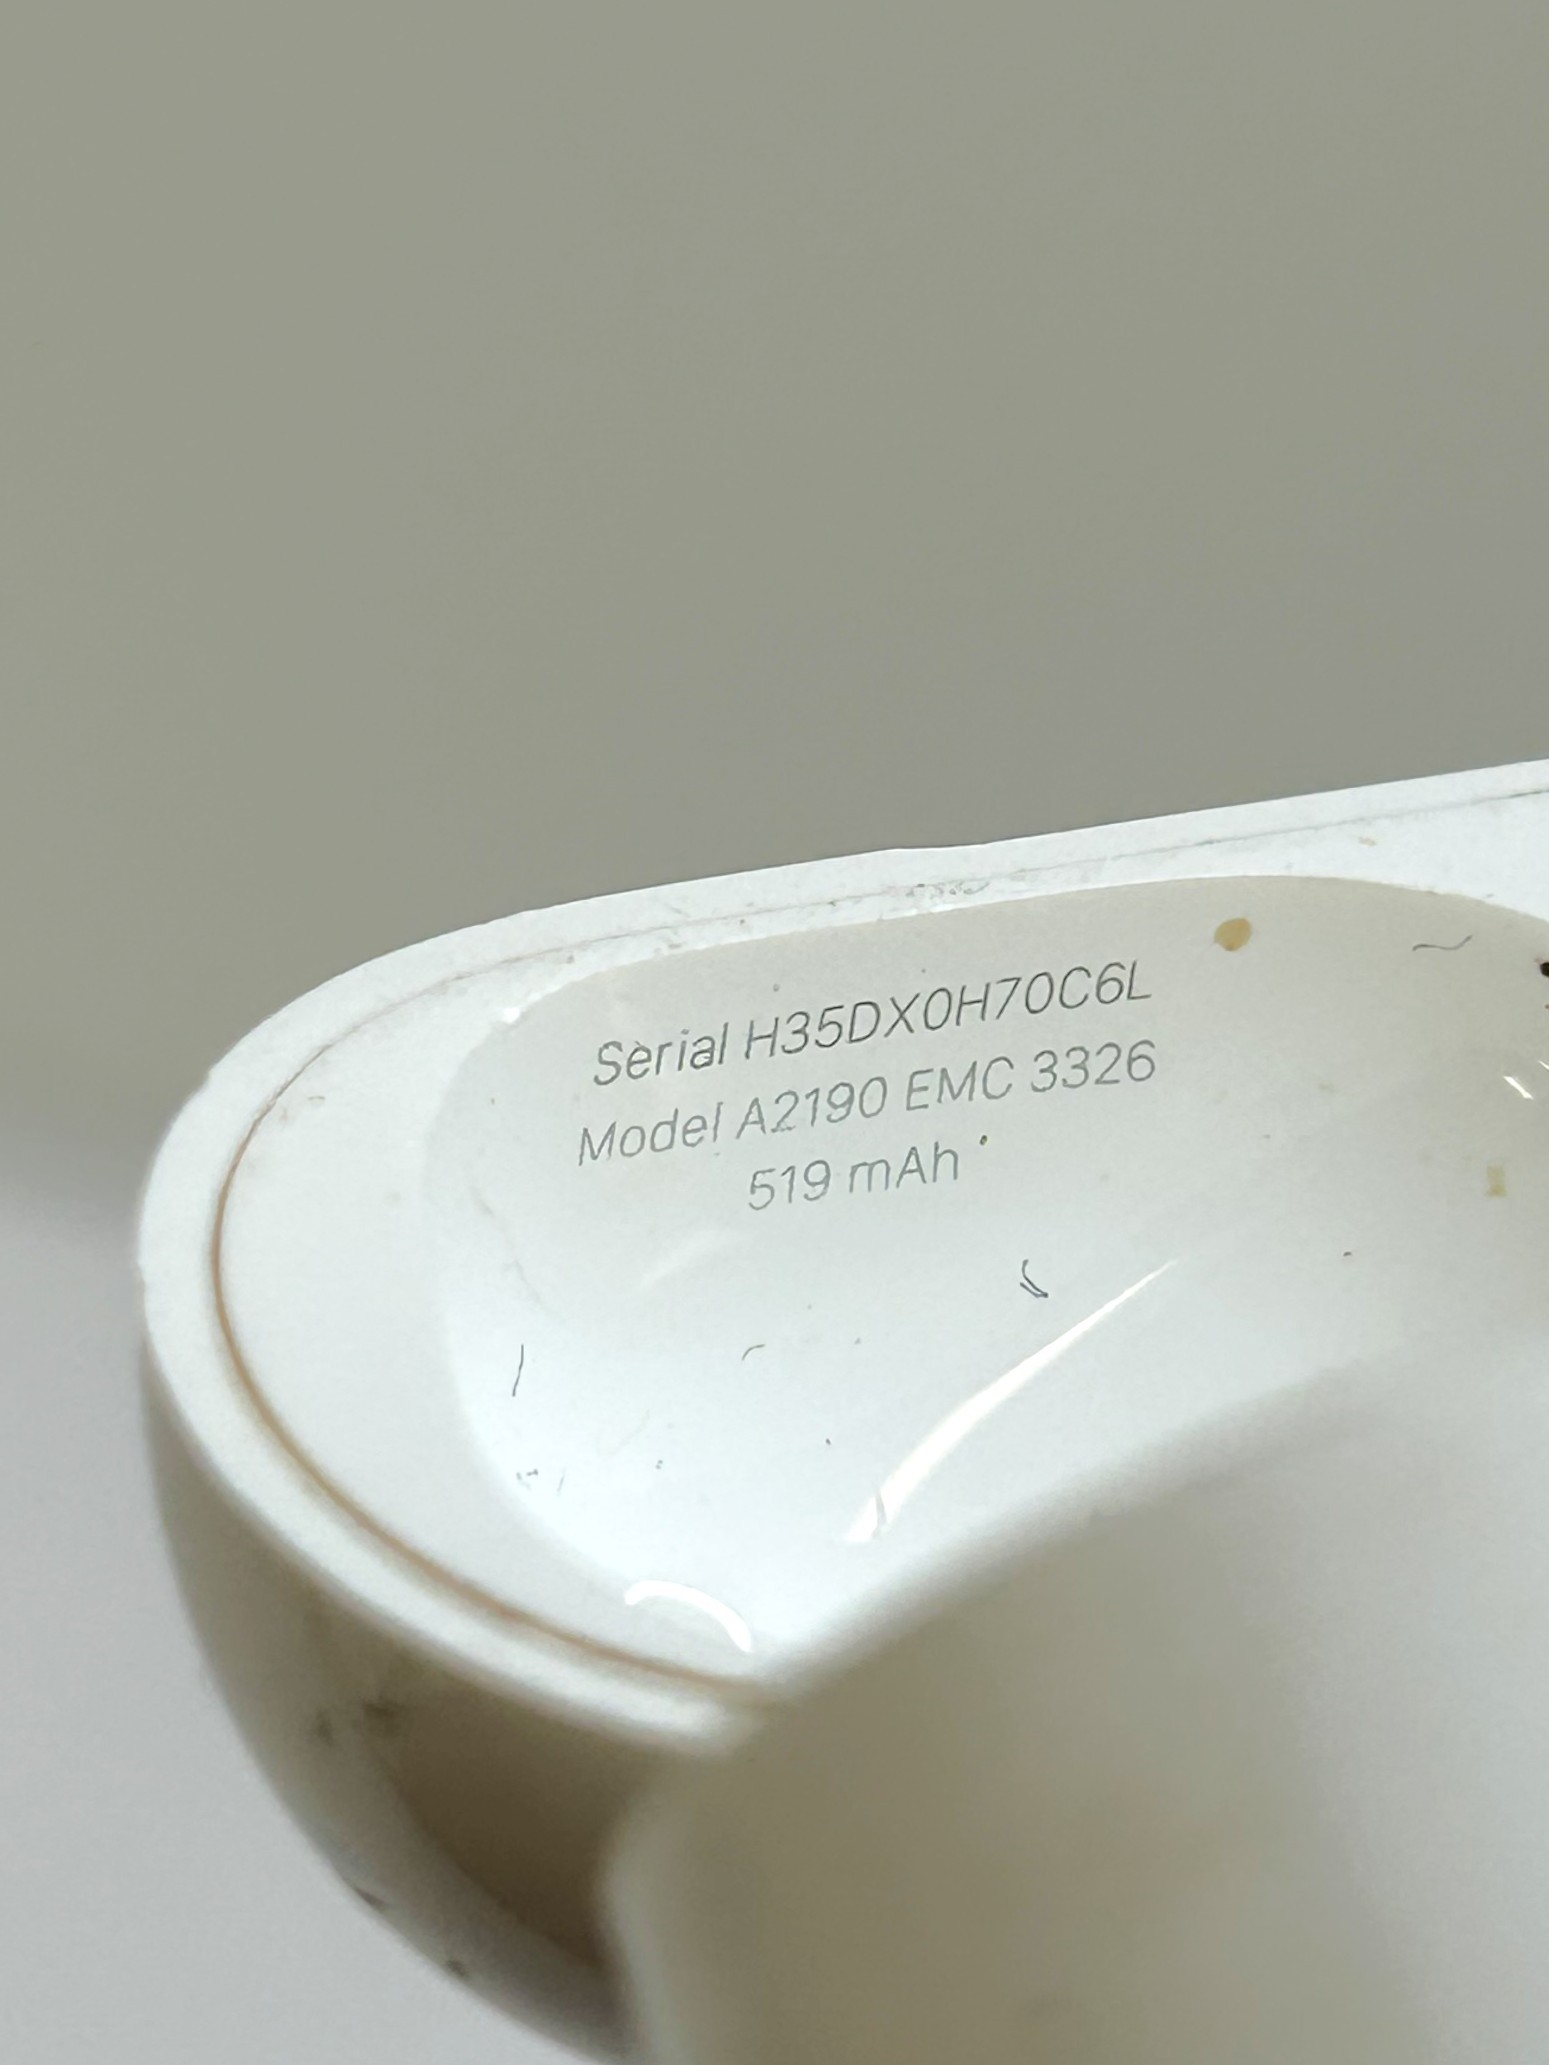 Serial H35DX0H70C6L
Model A2190 EMC 3326
519 mAh